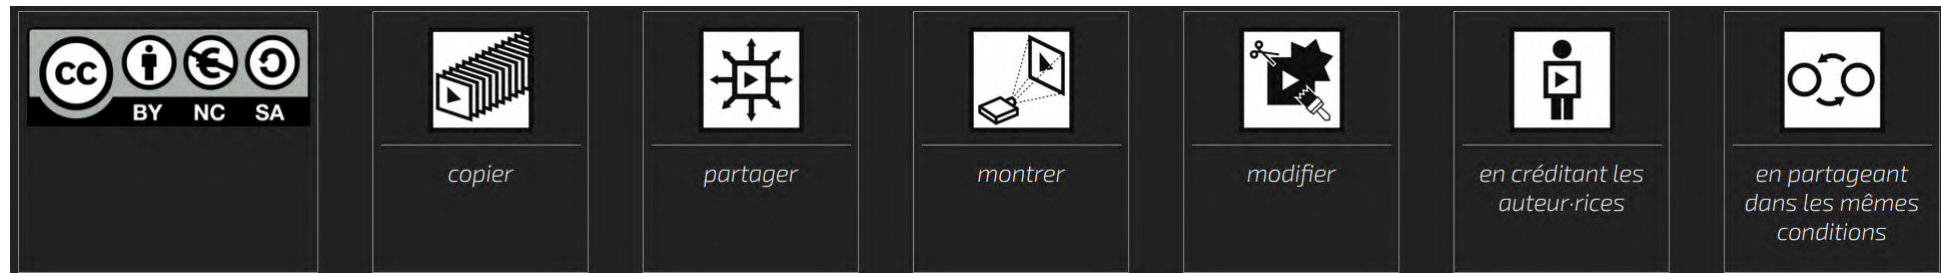 cc
BY NC SA
copier
partager
montrer
modifier
en créditant les
auteur·rices
en partageant
dans les mêmes
conditions